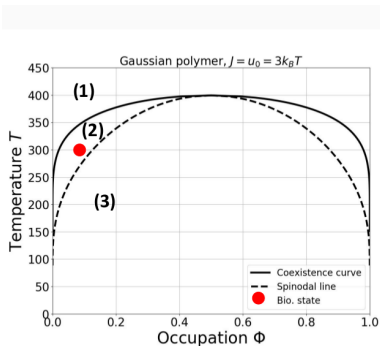 Gaussian polymer, J = u₀ = 3k_BT
450
400
350
300
250
200
150
100
50
0
(1)
(2)
(3)
Temperature T
Coexistence curve
Spinodal line
Bio. state
0.0 0.2 0.4 0.6 0.8 1.0
Occupation Φ